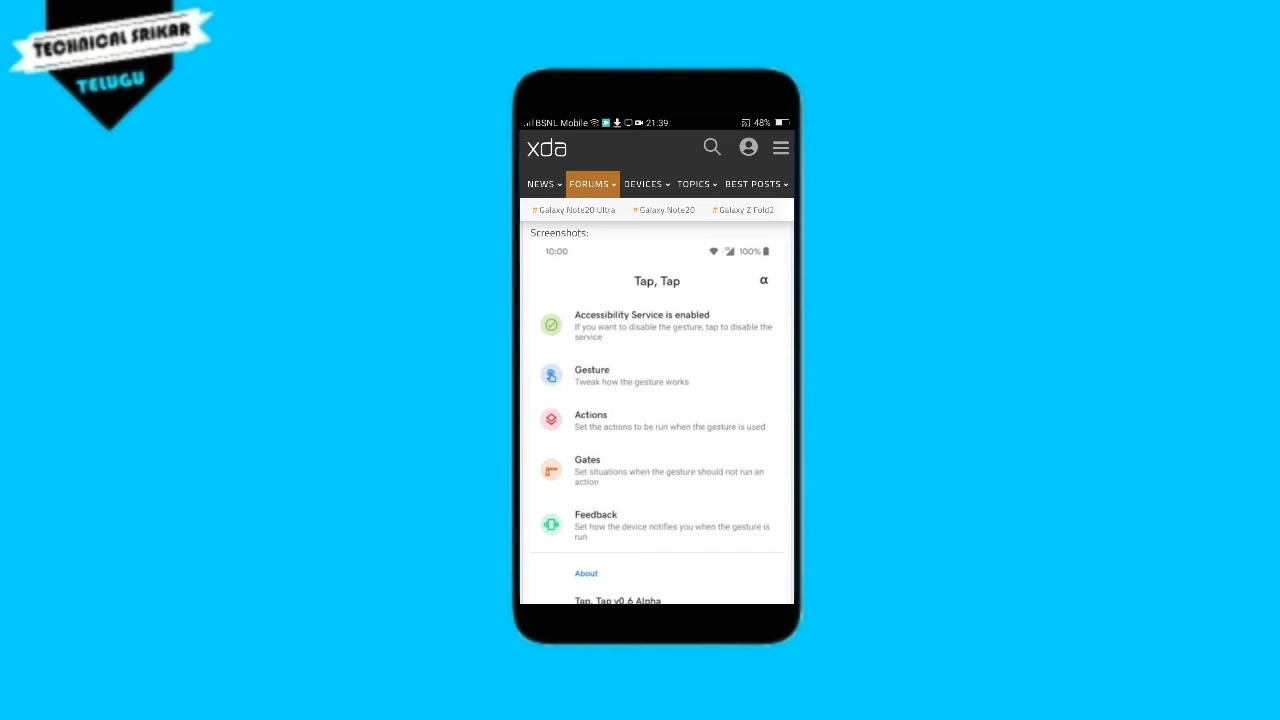 TECHNICAL SRIKAR
TELUGU
BSNL Mobile 21:39 48%
xda
NEWS FORUMS DEVICES TOPICS BEST POSTS
# Galaxy Note20 Ultra # Galaxy Note20 # Galaxy Z Fold2
Screenshots:
10:00 100%
Tap, Tap α
Accessibility Service is enabled
If you want to disable the gesture, tap to disable the
service
Gesture
Tweak how the gesture works
Actions
Set the actions to be run when the gesture is used
Gates
Set situations when the gesture should not run an
action
Feedback
Set how the device notifies you when the gesture is
run
About
Tap, Tap v0.6 Alpha